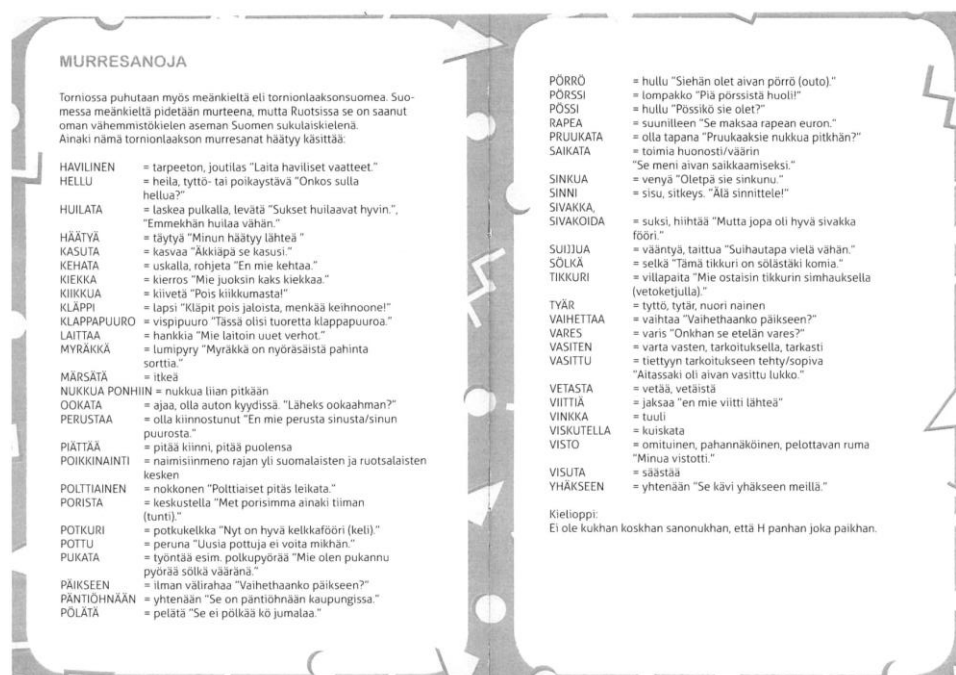 MURRESANOJA
Torniossa puhutaan myös meänkieltä eli tornionlaaksonsuomea. Suo-
messa meänkieltä pidetään murteena, mutta Ruotsissa se on saanut
oman vähemmistökielen aseman Suomen sukulaiskielenä.
Ainaki nämä tornionlaakson murresanat häätyy käsittää:
HAVILINEN = tarpeeton, joutilas "Laita haviliset vaatteet."
HELLU = heila, tyttö- tai poikaystävä "Onkos sulla
hellua?"
HUILATA = laskea pulkalla, levätä "Sukset huilaavat hyvin.",
"Emmekhän huilaa vähän."
HÄÄTYÄ = täytyä "Minun häätyy lähteä "
KASUTA = kasvaa "Äkkiäpä se kasusi."
KEHATA = uskalla, rohjeta "En mie kehtaa."
KIEKKA = kierros "Mie juoksin kaks kiekkaa."
KIIKKUA = kiivetä "Pois kiikkumasta!"
KLÄPPI = lapsi "Kläpit pois jaloista, menkää keihnoone!"
KLAPPAPUURO = vispipuuro "Tässä olisi tuoretta klappapuuroa."
LAITTAA = hankkia "Mie laitoin uuet verhot."
MYRÄKKÄ = lumipyry "Myräkkä on nyöräsäistä pahinta
sorttia."
MÄRSÄTÄ = itkeä
NUKKUA PONHIIN = nukkua liian pitkään
OOKATA = ajaa, olla auton kyydissä. "Läheks ookaahman?"
PERUSTAA = olla kiinnostunut "En mie perusta sinusta/sinun
puurosta."
PIÄTTÄÄ = pitää kiinni, pitää puolensa
POIKKINAINTI = naimisiinmeno rajan yli suomalaisten ja ruotsalaisten
kesken
POLTTIAINEN = nokkonen "Polttiaiset pitäs leikata."
PORISTA = keskustella "Met porisimma ainaki tiiman
(tunti)."
POTKURI = potkukelkka "Nyt on hyvä kelkkafööri (keli)."
POTTU = peruna "Uusia pottuja ei voita mikhän."
PUKATA = työntää esim. polkupyörää "Mie olen pukannu
pyörää sölkä vääränä."
PÄIKSEEN = ilman välirahaa "Vaihethaanko päikseen?"
PÄNTIÖHNÄÄN = yhtenään "Se on päntiöhnään kaupungissa."
PÖLÄTÄ = pelätä "Se ei pölkää kö jumalaa."
PÖRRÖ = hullu "Siehän olet aivan pörrö (outo)."
PÖRSSI = lompakko "Piä pörssistä huoli!"
PÖSSI = hullu "Pössikö sie olet?"
RAPEA = suunilleen "Se maksaa rapean euron."
PRUUKATA = olla tapana "Pruukaaksie nukkua pitkhän?"
SAIKATA = toimia huonosti/väärin
"Se meni aivan saikkaamiseksi."
SINKUA = venyä "Oletpä sie sinkunu."
SINNI = sisu, sitkeys. "Älä sinnittele!"
SIVAKKA,
SIVAKOIDA = suksi, hiihtää "Mutta jopa oli hyvä sivakka
fööri."
SUIJJUA = vääntyä, taittua "Suihautapa vielä vähän."
SÖLKÄ = selkä "Tämä tikkuri on sölästäki komia."
TIKKURI = villapaita "Mie ostaisin tikkurin simhauksella
(vetoketjulla)."
TYÄR = tyttö, tytär, nuori nainen
VAIHETTAA = vaihtaa "Vaihethaanko päikseen?"
VARES = varis "Onkhan se etelän vares?"
VASITEN = varta vasten, tarkoituksella, tarkasti
VASITTU = tiettyyn tarkoitukseen tehty/sopiva
"Aitassaki oli aivan vasittu lukko."
VETASTA = vetää, vetäistä
VIITTIÄ = jaksaa "en mie viitti lähteä"
VINKKA = tuuli
VISKUTELLA = kuiskata
VISTO = omituinen, pahannäköinen, pelottavan ruma
"Minua vistotti."
VISUTA = säästää
YHÄKSEEN = yhtenään "Se kävi yhäkseen meillä."
Kielioppi:
Ei ole kukhan koskhan sanonukhan, että H panhan joka paikhan.